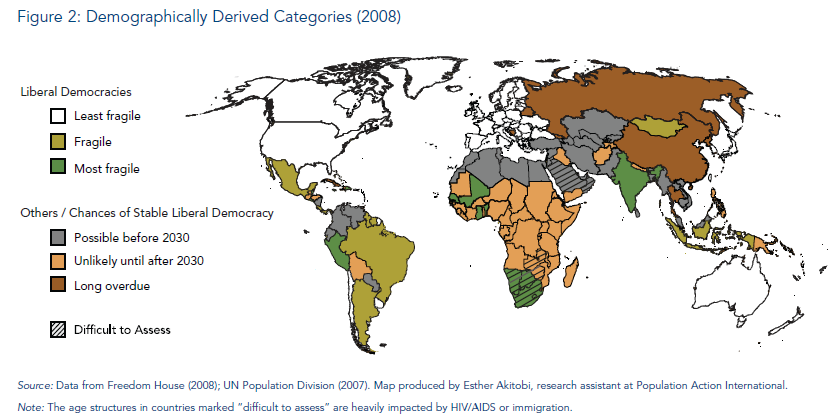 Figure 2: Demographically Derived Categories (2008)
Liberal Democracies
Least fragile
Fragile
Most fragile
Others / Chances of Stable Liberal Democracy
Possible before 2030
Unlikely until after 2030
Long overdue
Difficult to Assess
Source: Data from Freedom House (2008); UN Population Division (2007). Map produced by Esther Akitobi, research assistant at Population Action International.
Note: The age structures in countries marked “difficult to assess” are heavily impacted by HIV/AIDS or immigration.